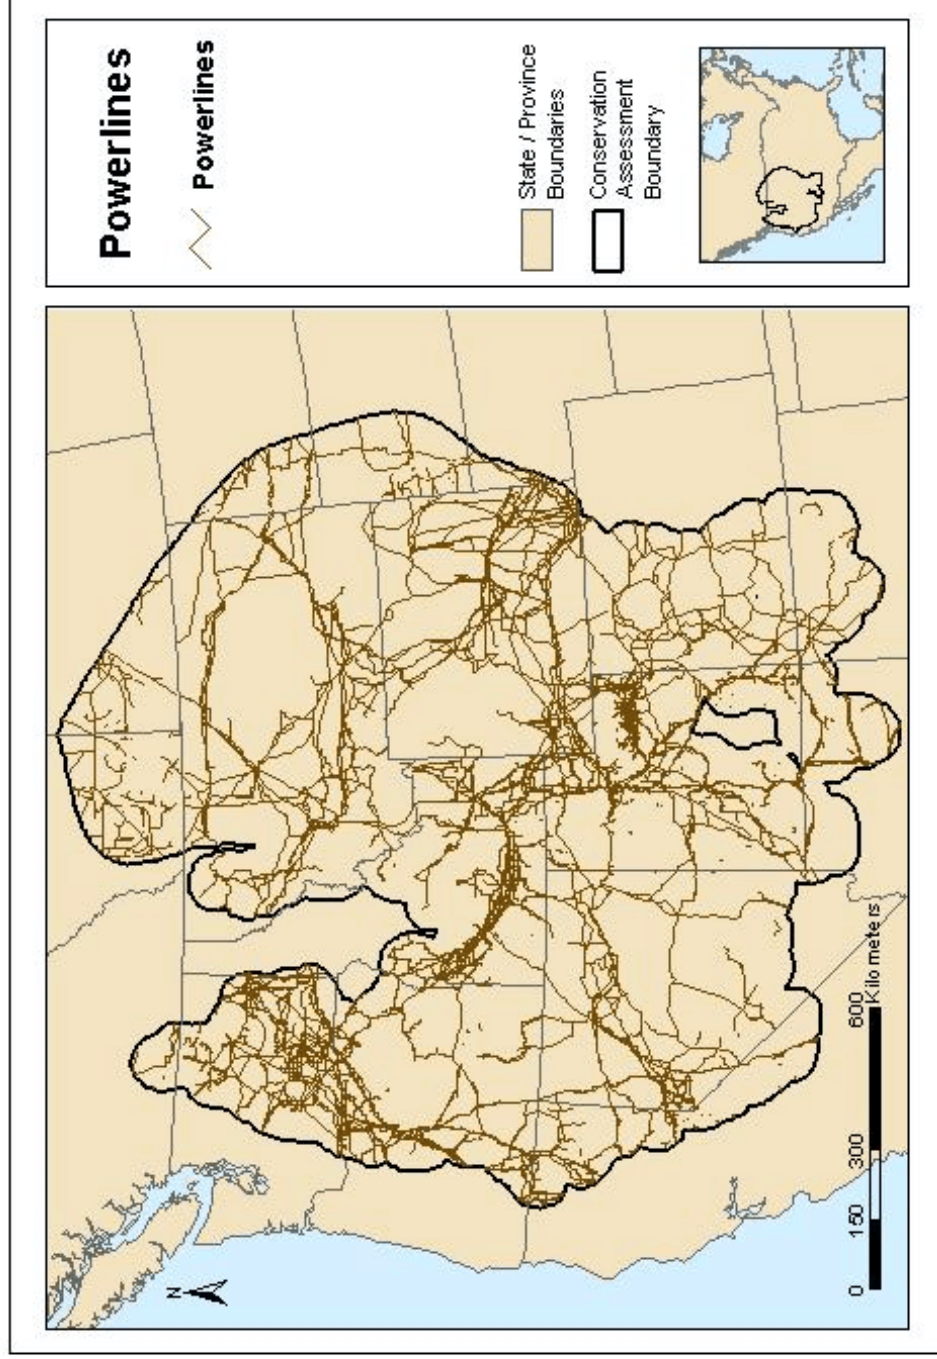 Powerlines
Powerlines
State / Province
Boundaries
Conservation
Assessment
Boundary
N
0 150 300 600
Kilometers